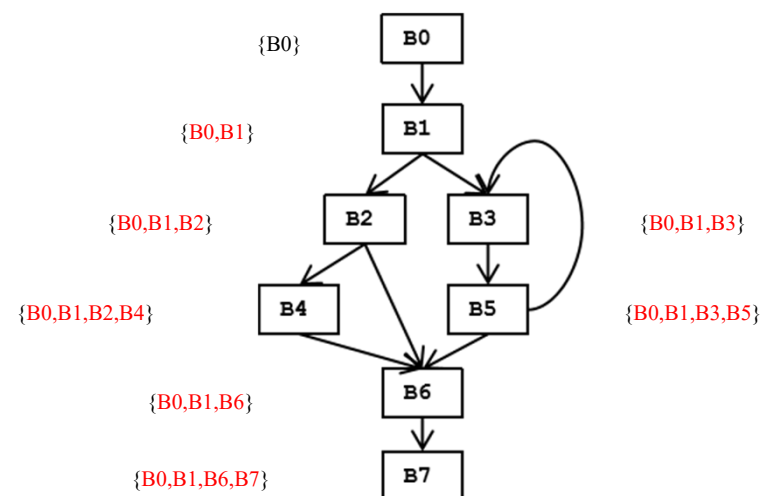 {B0} B0
{B0,B1} B1
{B0,B1,B2} B2 B3 {B0,B1,B3}
{B0,B1,B2,B4} B4 B5 {B0,B1,B3,B5}
{B0,B1,B6} B6
{B0,B1,B6,B7} B7